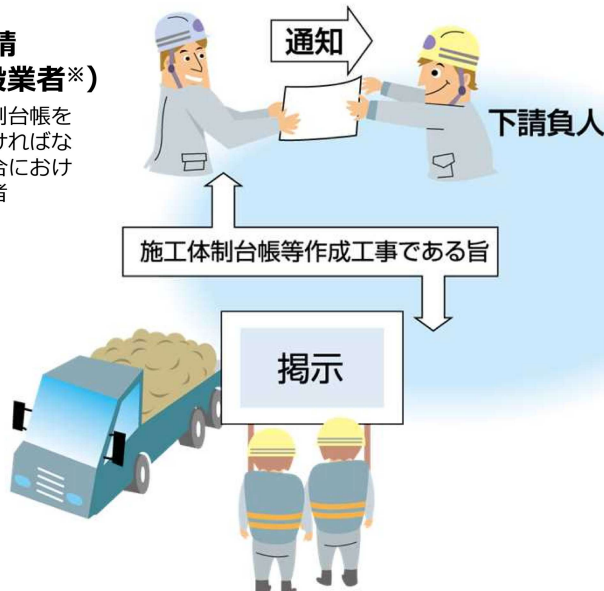 請
設業者※)
制台帳を
ければな
合におけ
者
通知
下請負人
施工体制台帳等作成工事である旨
掲示